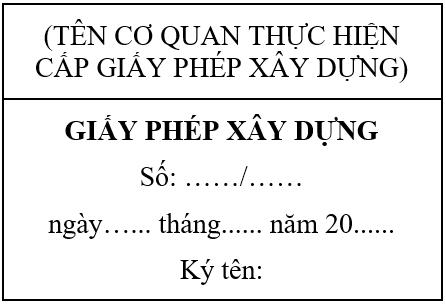 (TÊN CƠ QUAN THỰC HIỆN
CẤP GIẤY PHÉP XÂY DỰNG)
GIẤY PHÉP XÂY DỰNG
Số: ……/……
ngày…... tháng...... năm 20......
Ký tên: